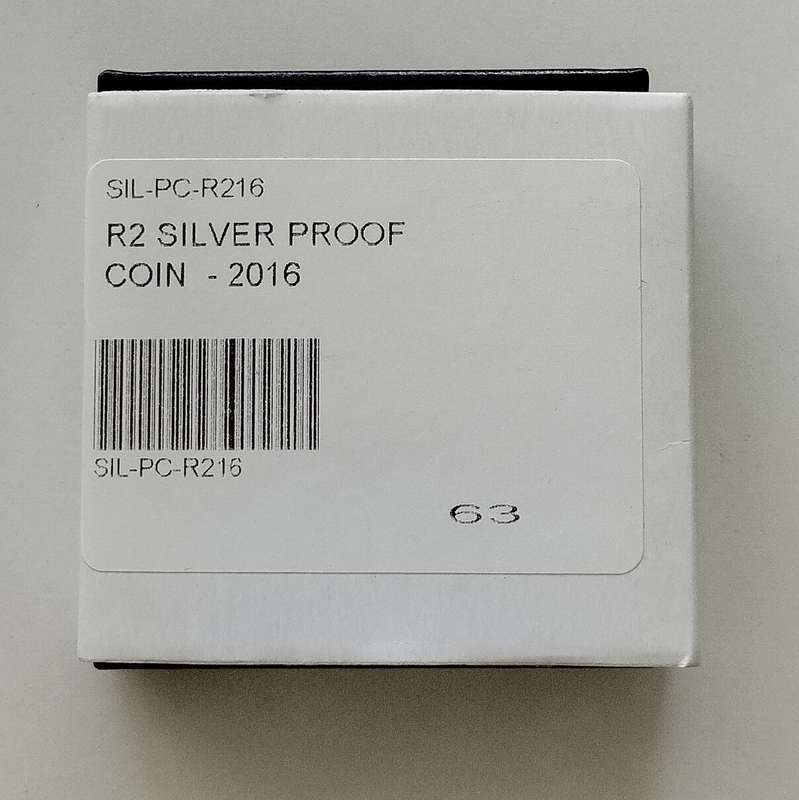 SIL-PC-R216
R2 SILVER PROOF
COIN - 2016
SIL-PC-R216
63